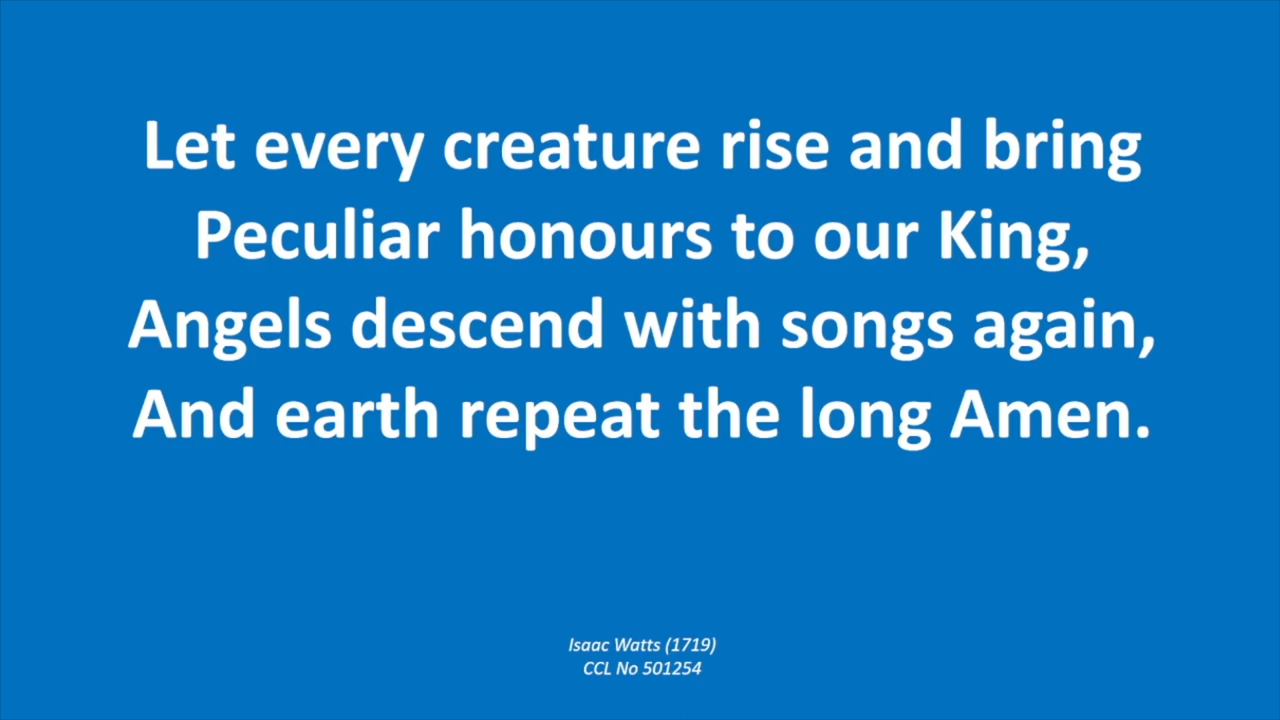 Let every creature rise and bring
Peculiar honours to our King,
Angels descend with songs again,
And earth repeat the long Amen.
Isaac Watts (1719)
CCL No 501254